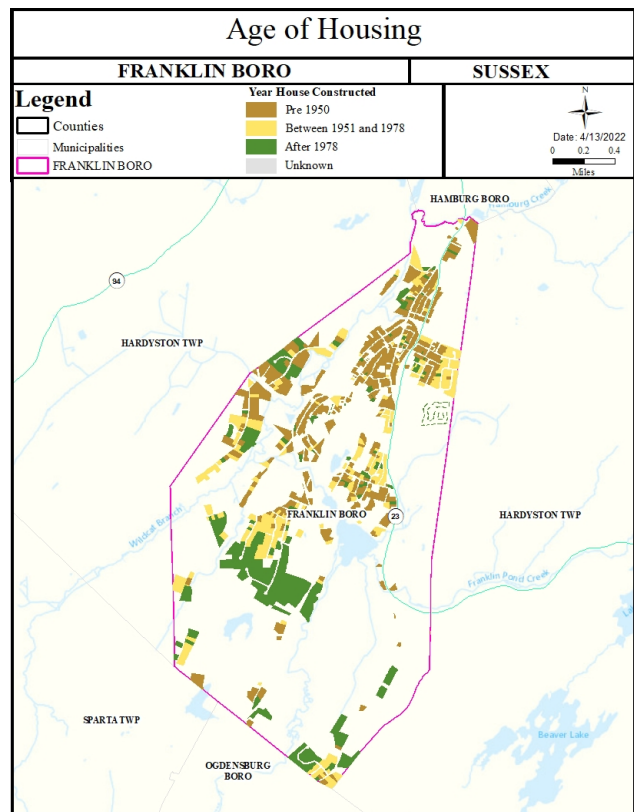 Age of Housing
FRANKLIN BORO
SUSSEX
Legend
Counties
Municipalities
FRANKLIN BORO
Year House Constructed
Pre 1950
Between 1951 and 1978
After 1978
Unknown
N
Date: 4/13/2022
0 0.2 0.4
Miles
HAMBURG BORO
Hamburg Creek
94
HARDYSTON TWP
FRANKLIN BORO
23
HARDYSTON TWP
Wildcat Branch
Franklin Pond Creek
SPARTA TWP
Beaver Lake
OGDENSBURG
BORO